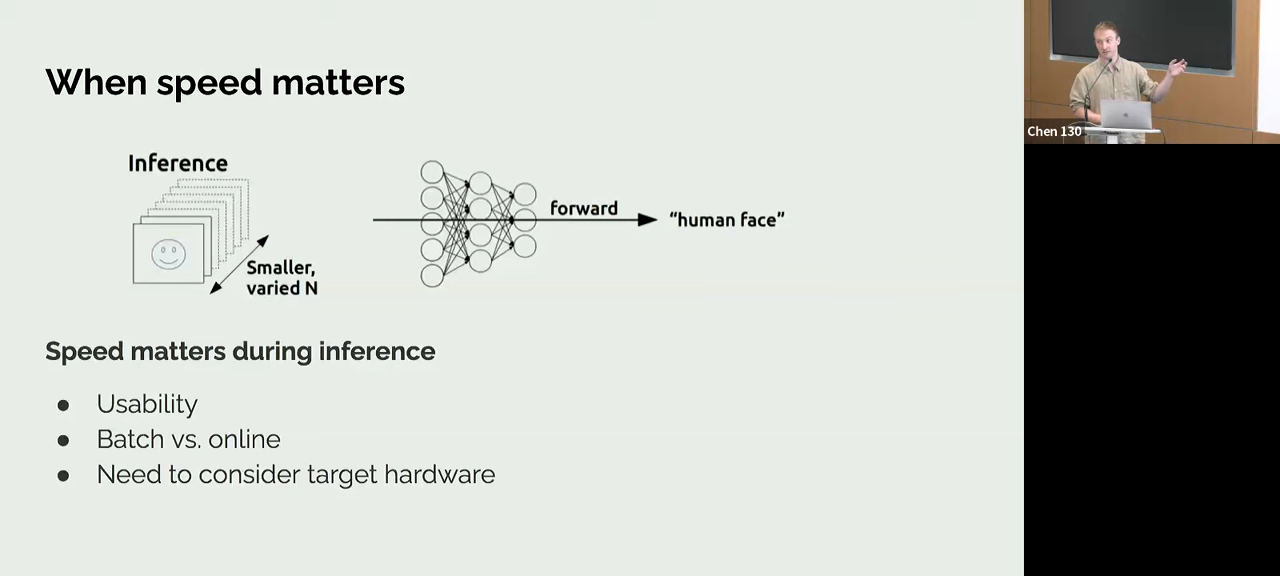 When speed matters
Inference
Smaller,
varied N
forward
“human face”
Speed matters during inference
● Usability
● Batch vs. online
● Need to consider target hardware
Chen 130